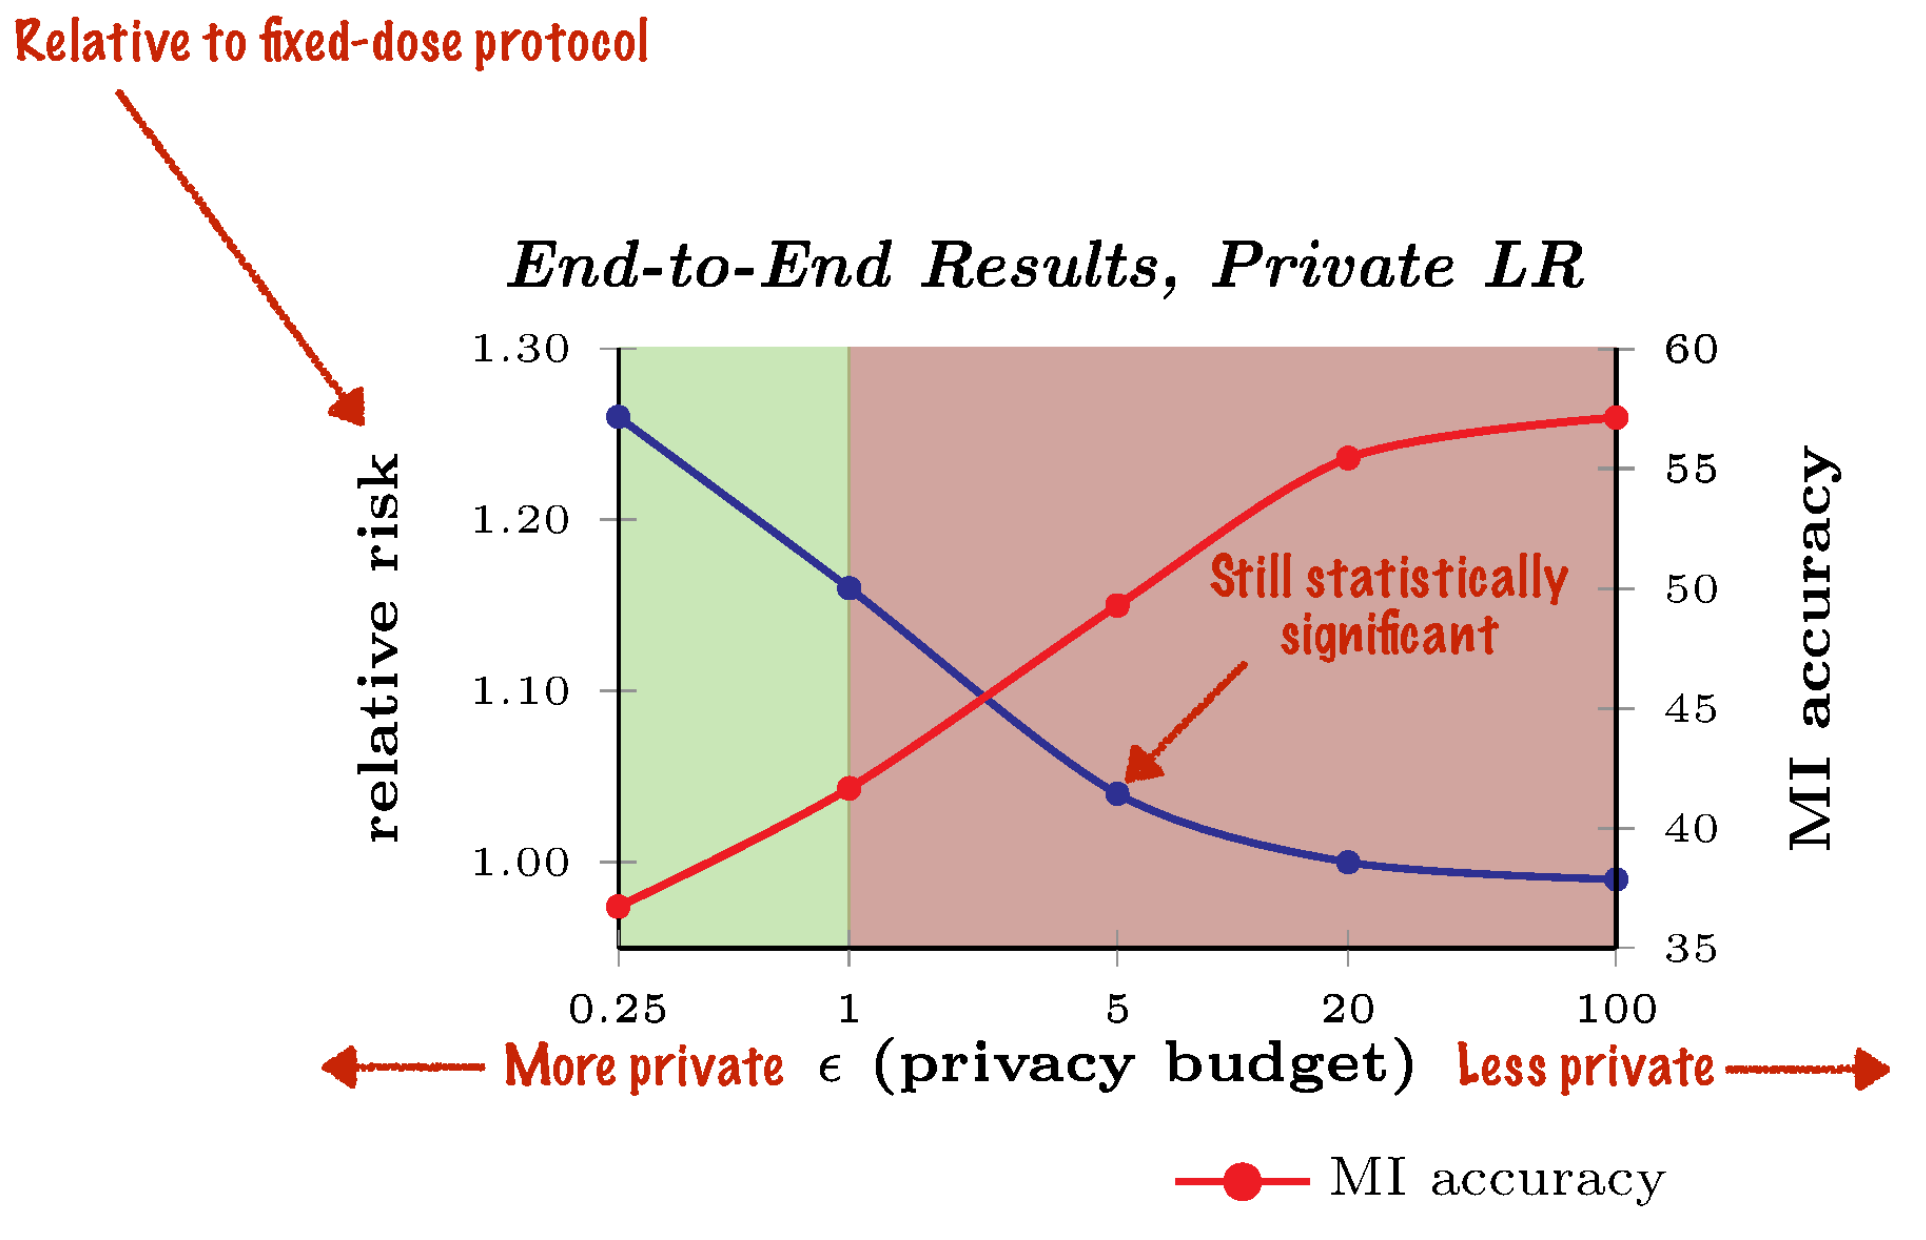 Relative to fixed-dose protocol
End-to-End Results, Private LR
1.30
1.20
1.10
1.00
relative risk
60
55
50
45
40
35
MI accuracy
Still statistically
significant
0.25 1 5 20 100
More private ϵ (privacy budget) Less private
MI accuracy